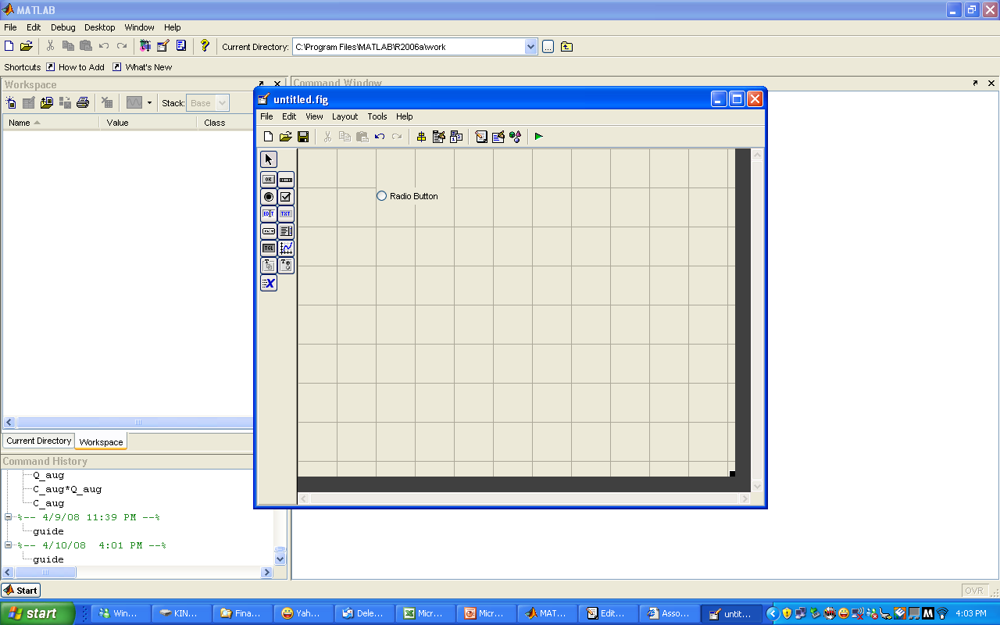 MATLAB
File Edit Debug Desktop Window Help
Current Directory: C:\Program Files\MATLAB\R2006a\work ...
Shortcuts How to Add What's New
Workspace
Stack: Base
Name Value Class
Current Directory Workspace
Command History
Q_aug
C_aug*Q_aug
C_aug
%-- 4/9/08 11:39 PM --%
guide
%-- 4/10/08 4:01 PM --%
guide
Command Window
untitled.fig
File Edit View Layout Tools Help
OK
EDIT TXT
TGL
Radio Button
Start
OVR
start Win... KIN... Fina... Yah... Dele... Micr... Micr... MAT... Edit... Asso... untit... M 4:03 PM